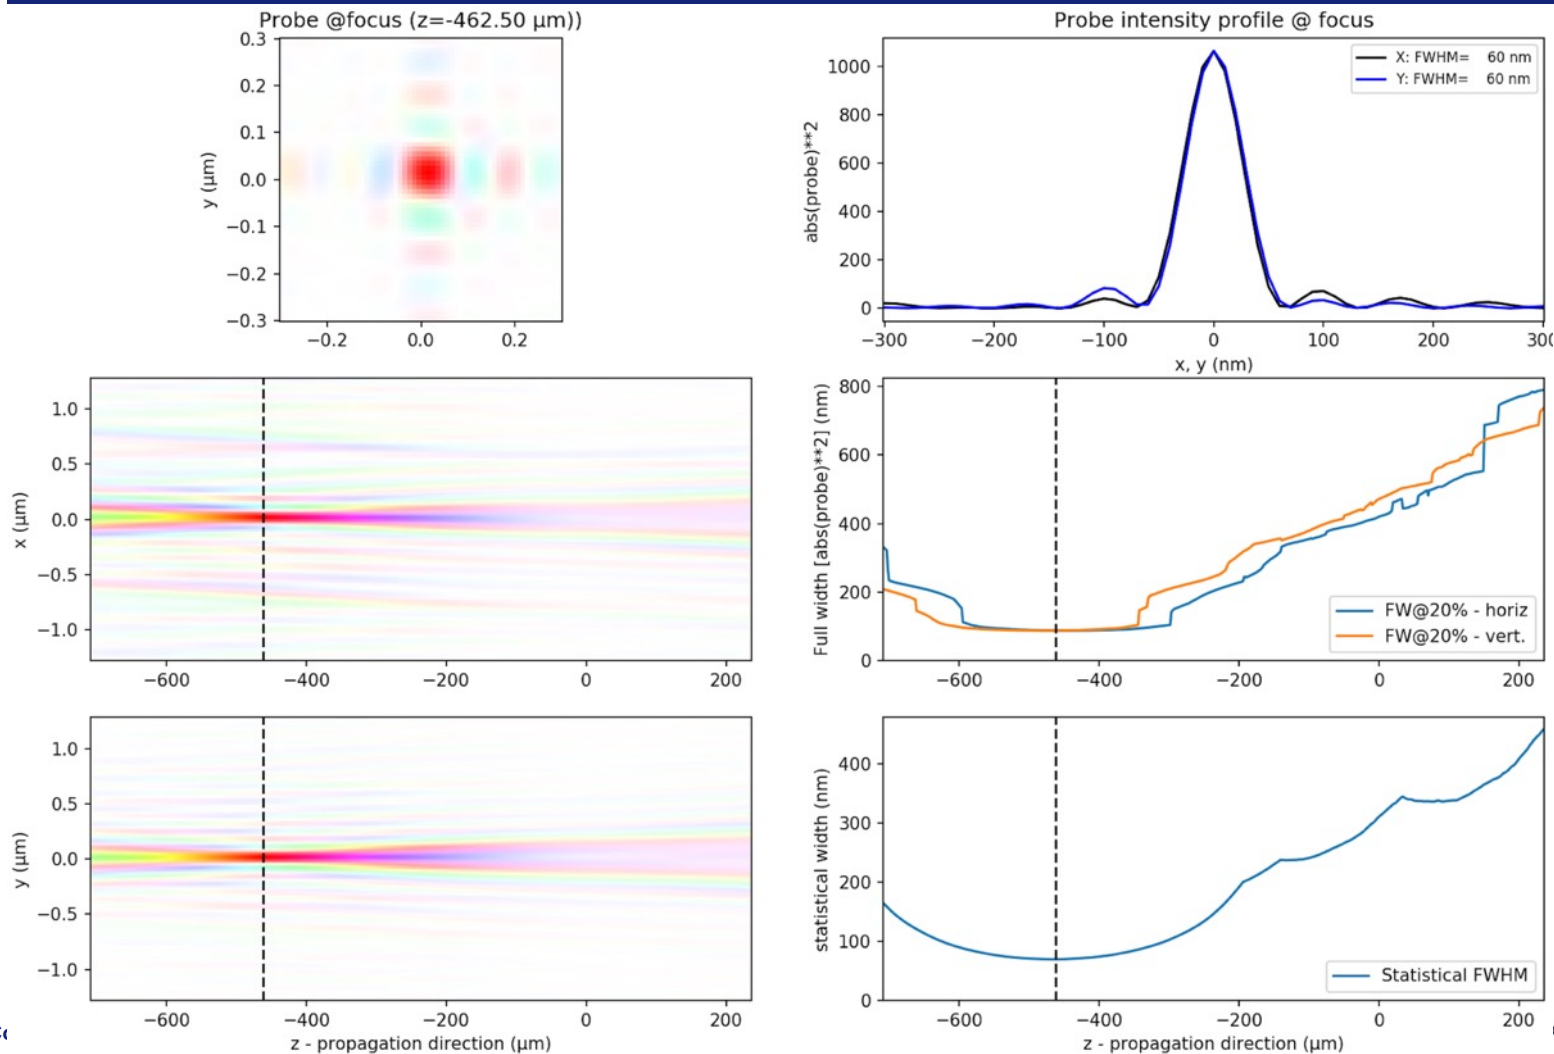 Probe @focus (z=-462.50 µm))
0.3
0.2
0.1
0.0
−0.1
−0.2
−0.3
y (µm)
−0.2 0.0 0.2
Probe intensity profile @ focus
1000
800
600
400
200
0
abs(probe)**2
X: FWHM= 60 nm
Y: FWHM= 60 nm
−300 −200 −100 0 100 200 300
x, y (nm)
1.0
0.5
0.0
−0.5
−1.0
x (µm)
−600 −400 −200 0 200
800
600
400
200
0
Full width [abs(probe)**2] (nm)
FW@20% - horiz
FW@20% - vert.
−600 −400 −200 0 200
1.0
0.5
0.0
−0.5
−1.0
y (µm)
−600 −400 −200 0 200
z - propagation direction (µm)
400
300
200
100
0
statistical width (nm)
Statistical FWHM
−600 −400 −200 0 200
z - propagation direction (µm)